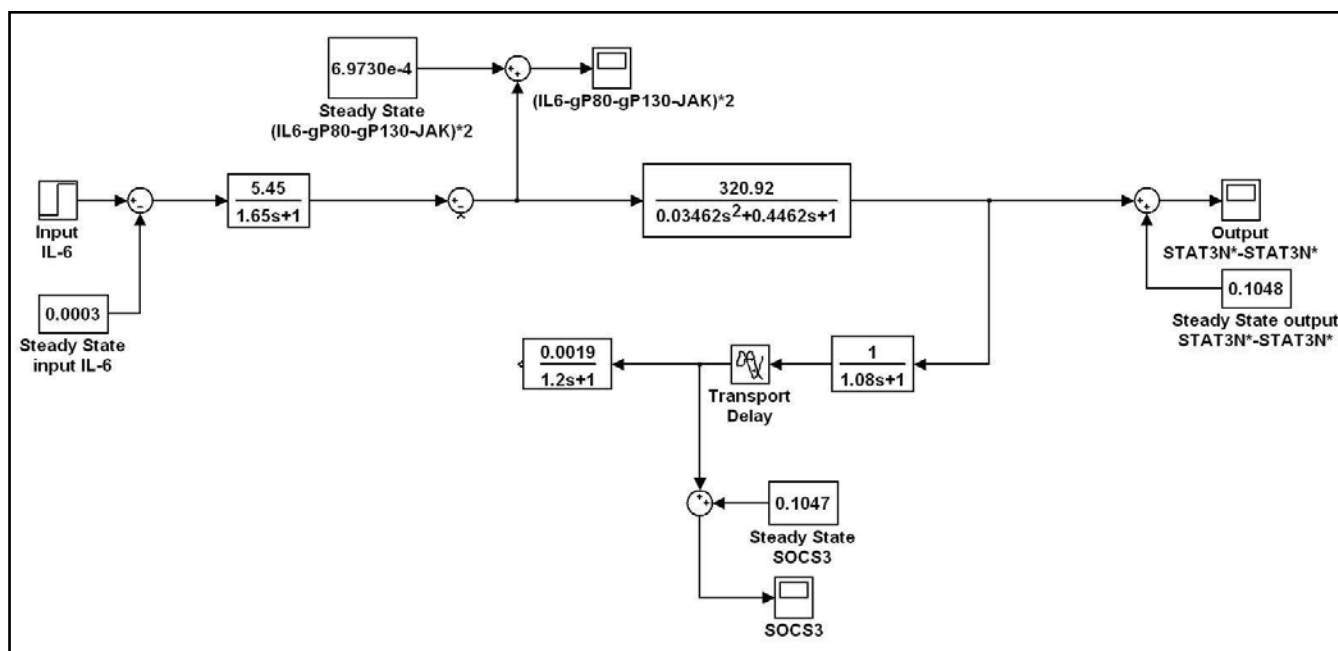 6.9730e-4
Steady State
(IL6-gP80-gP130-JAK)*2
(IL6-gP80-gP130-JAK)*2
Input
IL-6
0.0003
Steady State
input IL-6
5.45
1.65s+1
320.92
0.03462s²+0.4462s+1
Output
STAT3N*-STAT3N*
0.1048
Steady State output
STAT3N*-STAT3N*
0.0019
1.2s+1
Transport
Delay
1
1.08s+1
0.1047
Steady State
SOCS3
SOCS3